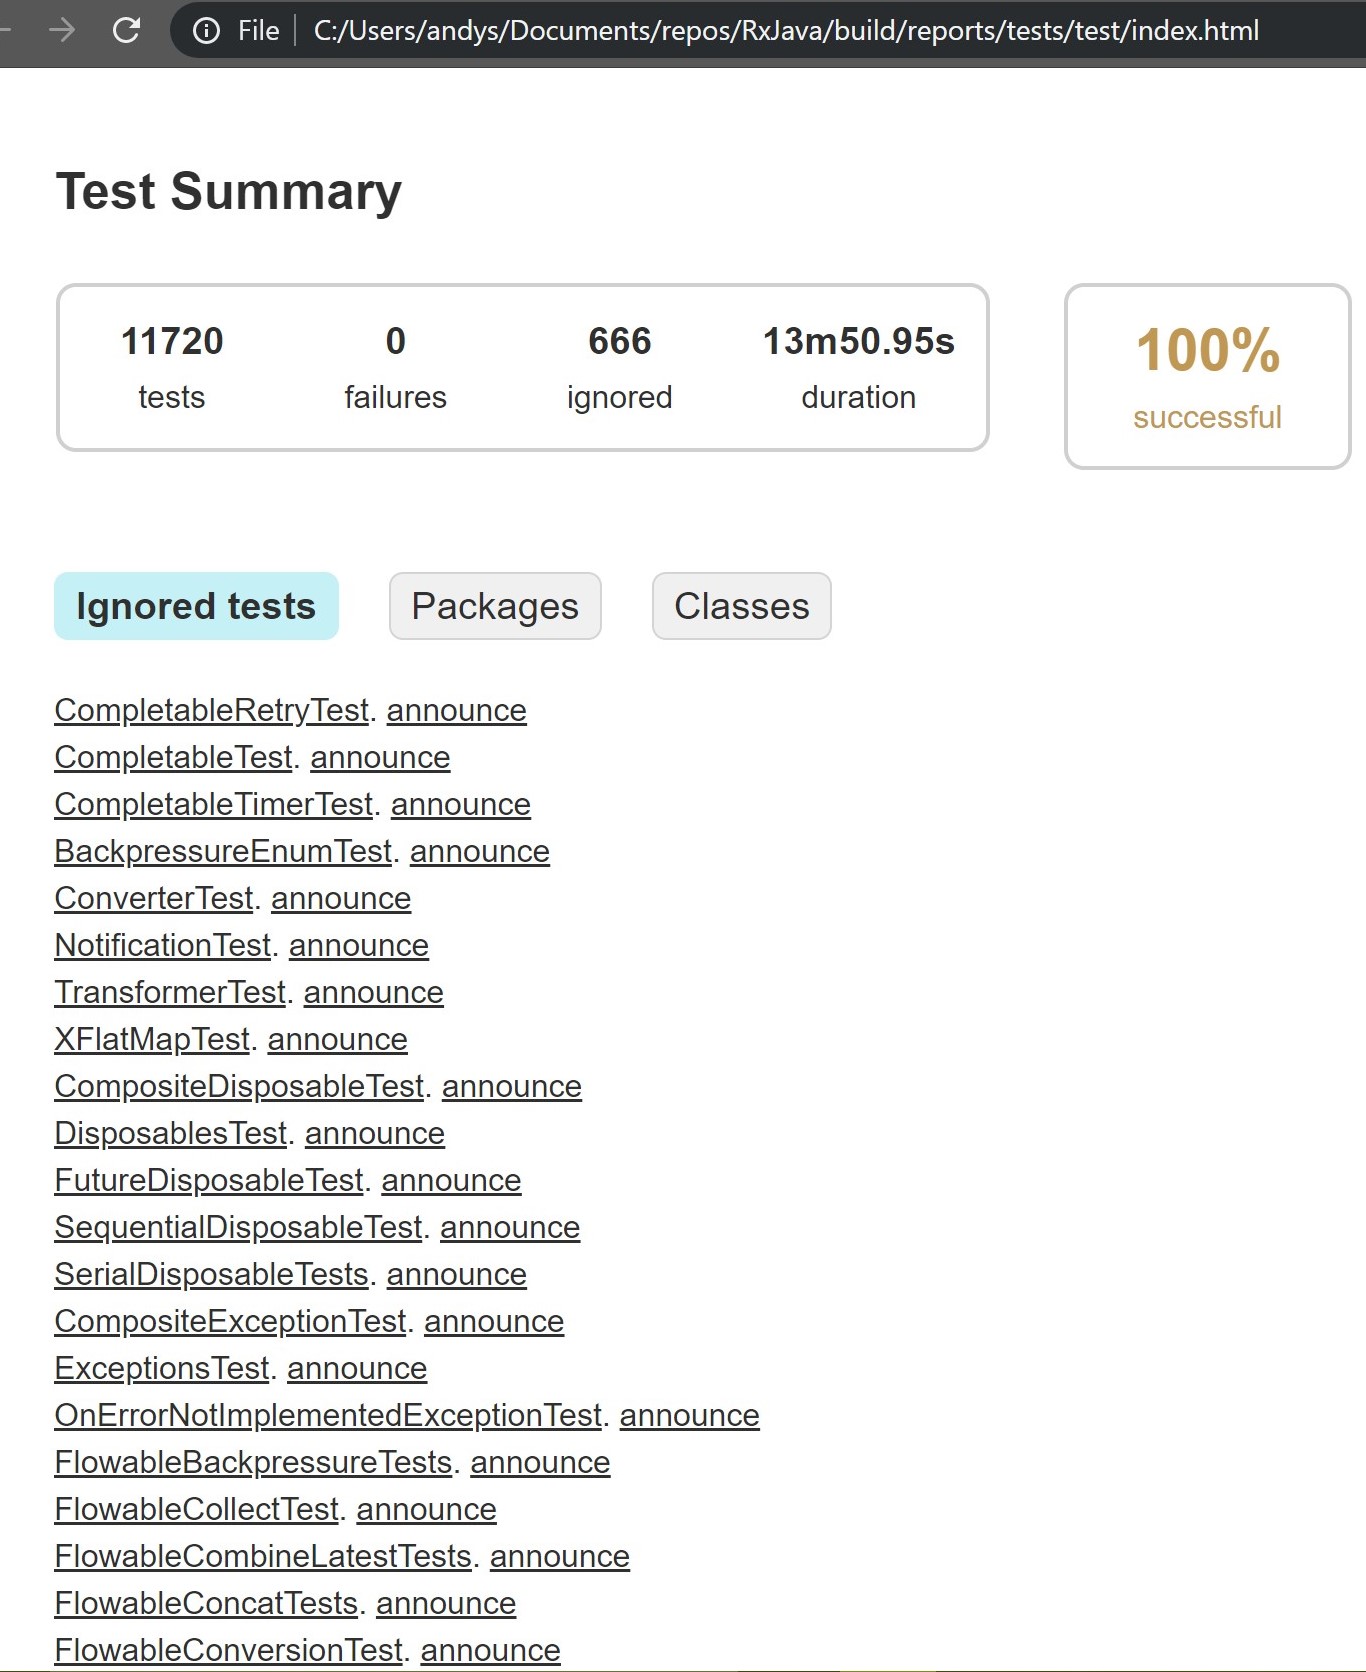 File C:/Users/andys/Documents/repos/RxJava/build/reports/tests/test/index.html
Test Summary
11720 0 666 13m50.95s
tests failures ignored duration
100%
successful
Ignored tests Packages Classes
CompletableRetryTest. announce
CompletableTest. announce
CompletableTimerTest. announce
BackpressureEnumTest. announce
ConverterTest. announce
NotificationTest. announce
TransformerTest. announce
XFlatMapTest. announce
CompositeDisposableTest. announce
DisposablesTest. announce
FutureDisposableTest. announce
SequentialDisposableTest. announce
SerialDisposableTests. announce
CompositeExceptionTest. announce
ExceptionsTest. announce
OnErrorNotImplementedExceptionTest. announce
FlowableBackpressureTests. announce
FlowableCollectTest. announce
FlowableCombineLatestTests. announce
FlowableConcatTests. announce
FlowableConversionTest. announce